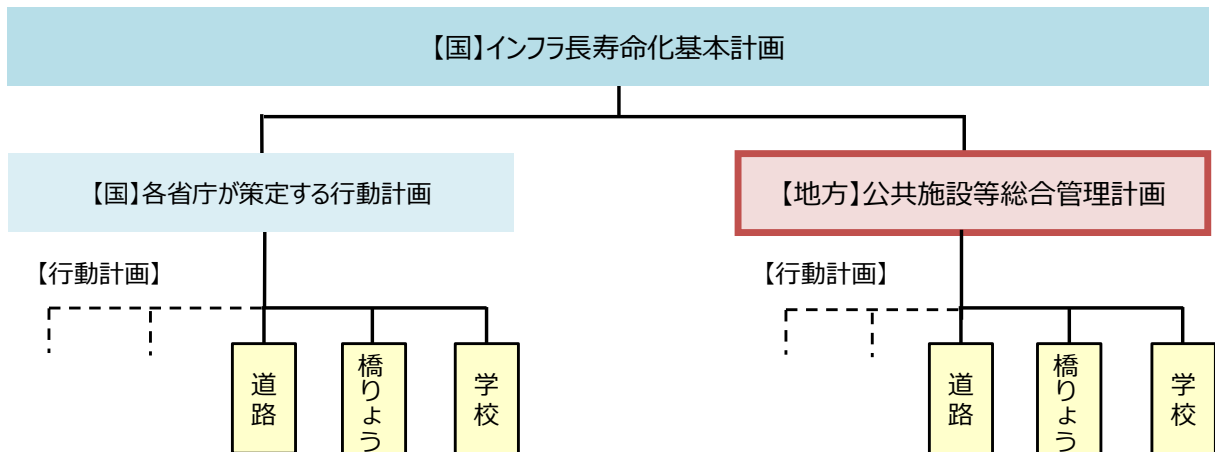 【国】インフラ長寿命化基本計画
【国】各省庁が策定する行動計画
【地方】公共施設等総合管理計画
【行動計画】
【行動計画】
道路
橋りょう
学校
道路
橋りょう
学校